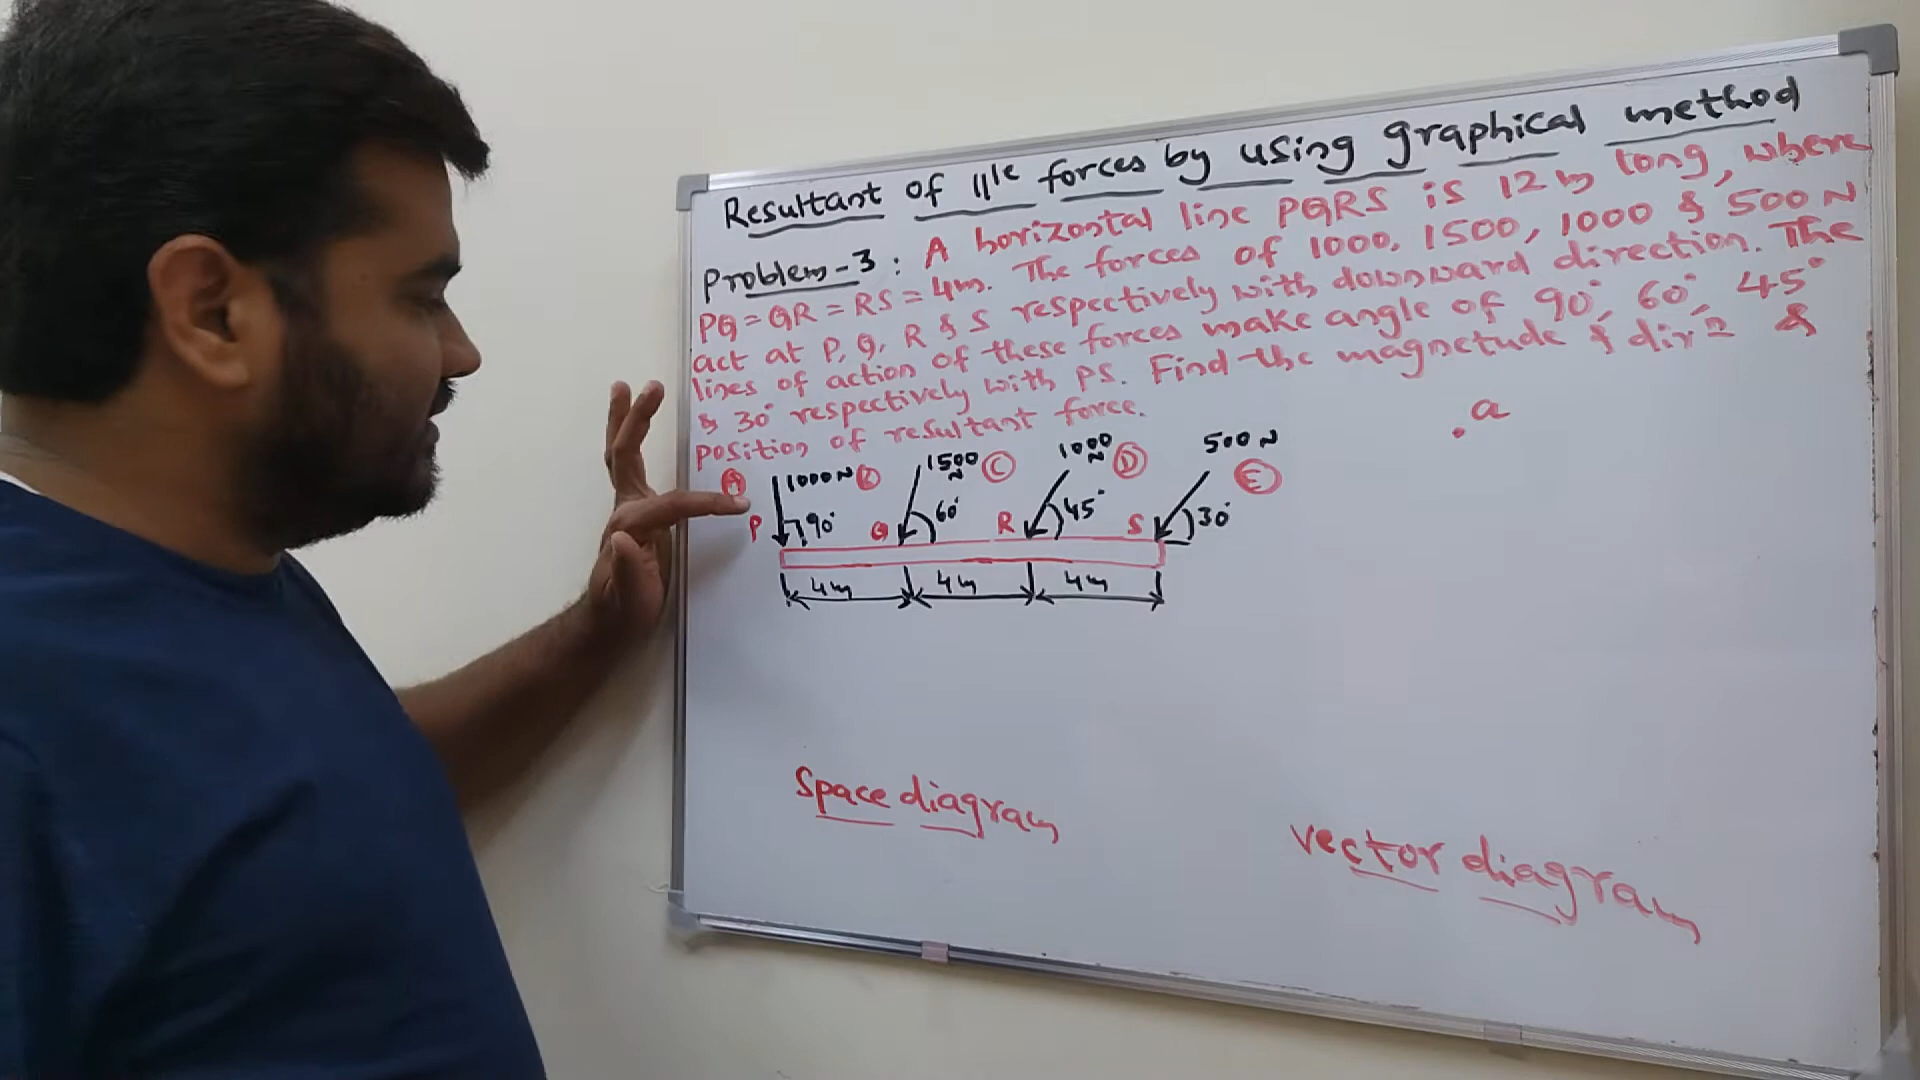 Resultant of ||le forces by using graphical method
Problem-3: A horizontal line PQRS is 12m long, where
PQ = QR = RS = 4m. The forces of 1000, 1500, 1000 & 500 N
act at P, Q, R & S respectively with downward direction. The
lines of action of these forces make angle of 90°, 60°, 45°
& 30° respectively with PS. Find the magnetude & dirn &
position of resultant force.
a
A 1000 N B 1500 N C 1000 N D 500 N E
P 90° Q 60° R 45° S 30°
4m 4m 4m
Space diagram
Vector diagram